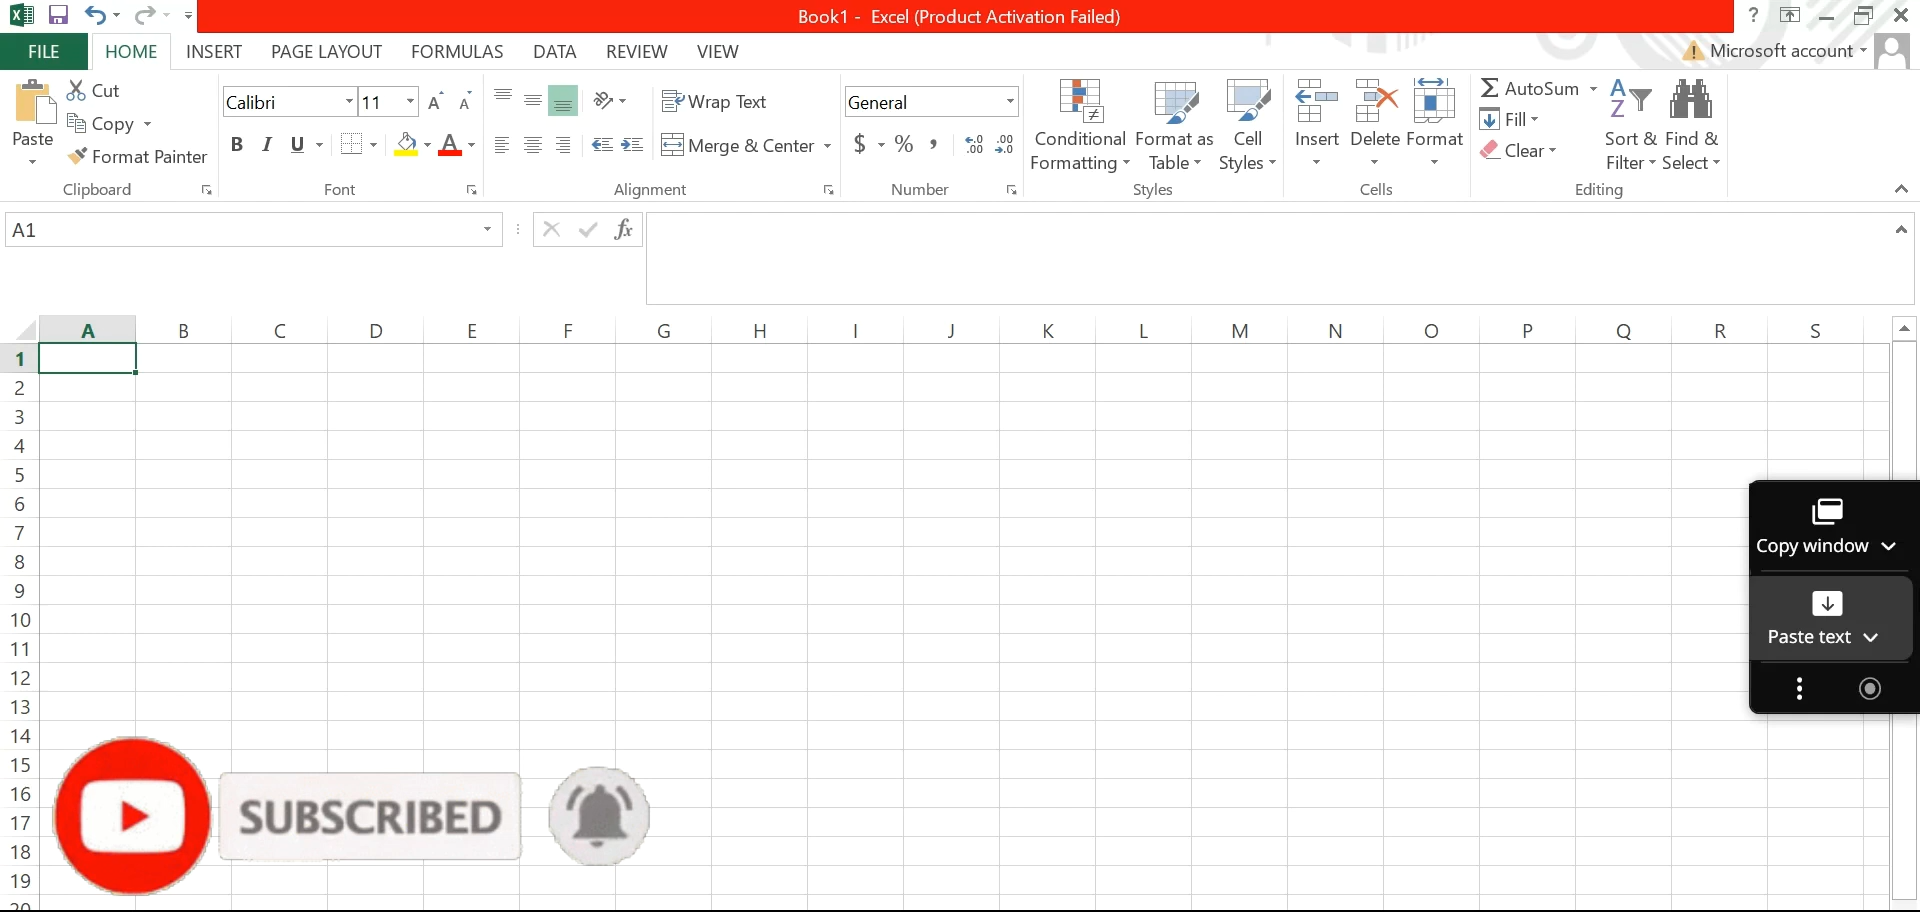 Book1 - Excel (Product Activation Failed)
?
FILE HOME INSERT PAGE LAYOUT FORMULAS DATA REVIEW VIEW Microsoft account
Paste
Cut
Copy
Format Painter
Clipboard
Calibri 11
B I U A
Font
Wrap Text
Merge & Center
Alignment
General
$ % , .00 .0
Number
Conditional Formatting
Format as Table
Cell Styles
Styles
Insert Delete Format
Cells
AutoSum
Fill
Clear
Sort & Filter
Find & Select
Editing
A1
fx
A B C D E F G H I J K L M N O P Q R S
1
2
3
4
5
6
7
8
9
10
11
12
13
14
15
16
17
18
19
20
Copy window
Paste text
SUBSCRIBED